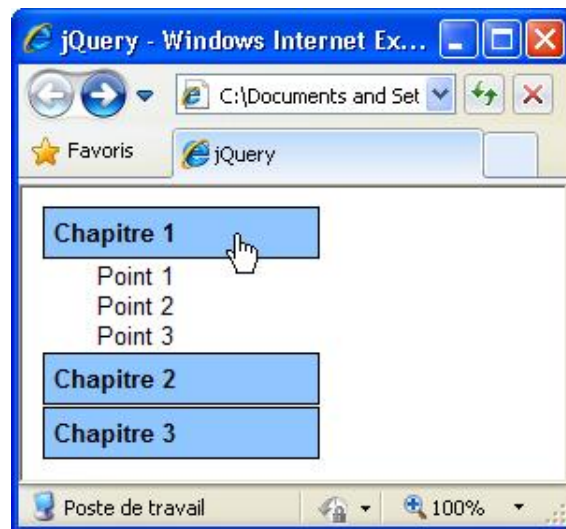 jQuery - Windows Internet Ex...
C:\Documents and Set
Favoris
jQuery
Chapitre 1
Point 1
Point 2
Point 3
Chapitre 2
Chapitre 3
Poste de travail
100%